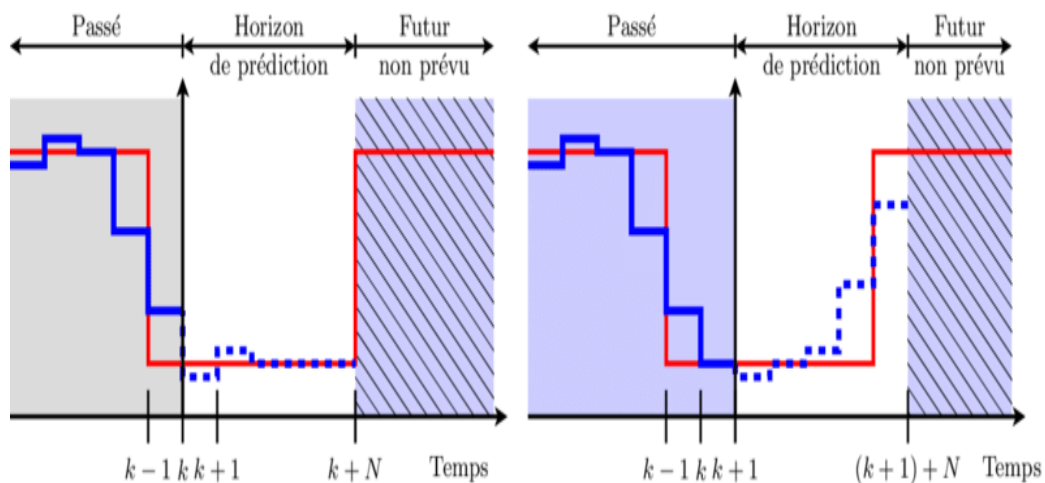 Passé Horizon Futur
de prédiction non prévu
k − 1 k k + 1 k + N Temps
Passé Horizon Futur
de prédiction non prévu
k − 1 k k + 1 (k + 1) + N Temps